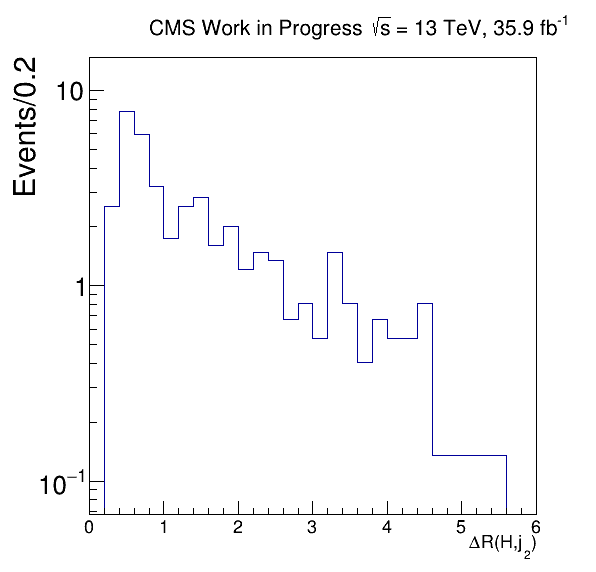 CMS Work in Progress √s = 13 TeV, 35.9 fb⁻¹
Events/0.2
10
1
10⁻¹
0 1 2 3 4 5 6
ΔR(H,j₂)